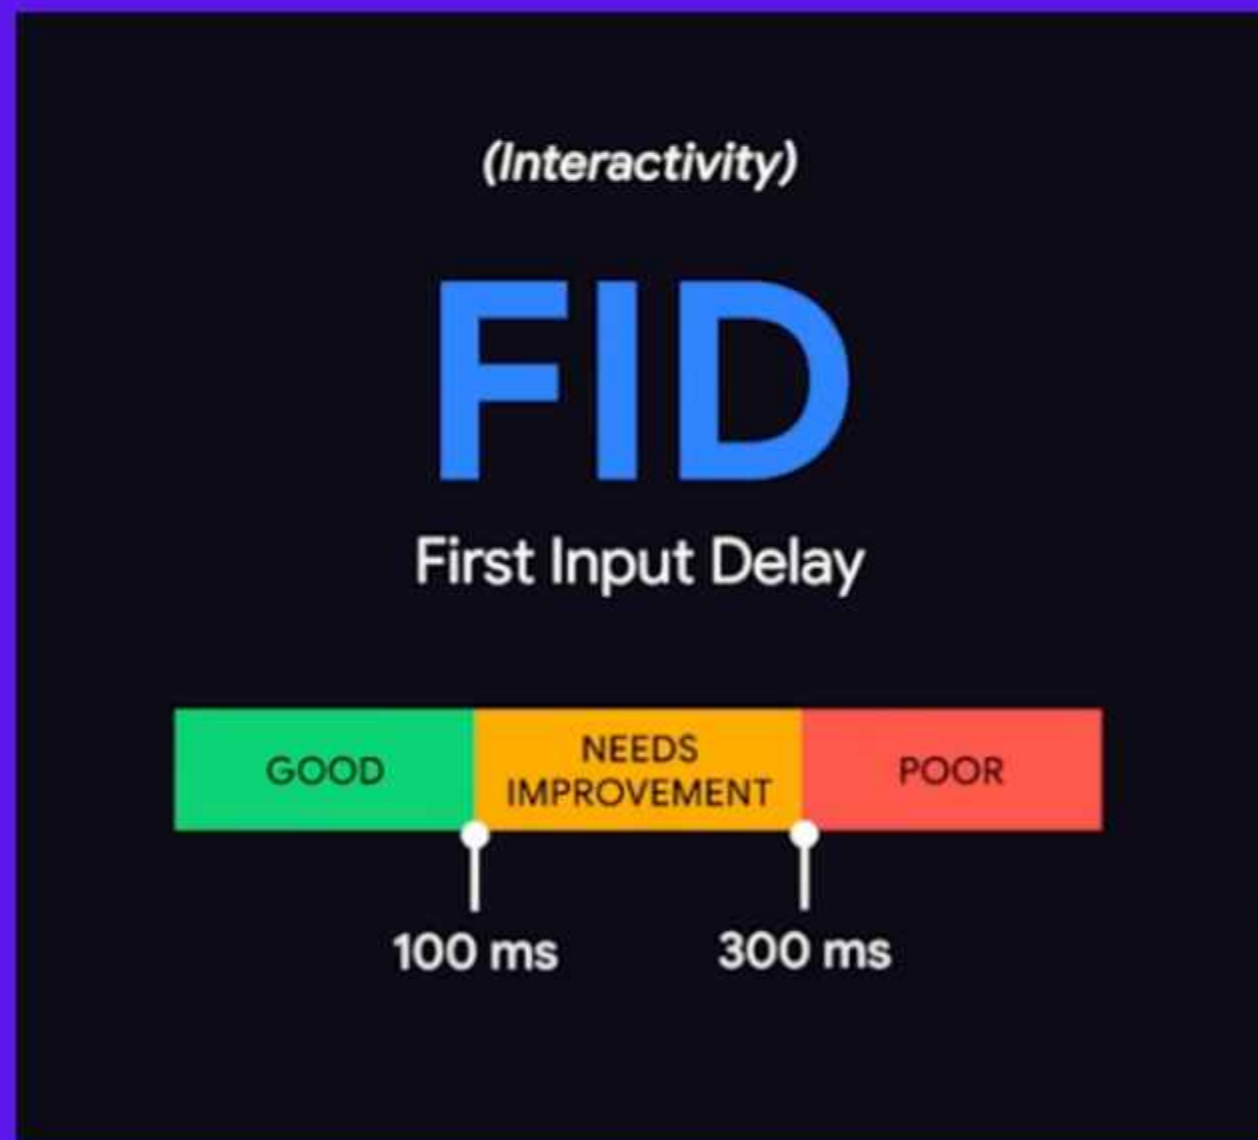 (Interactivity)
FID
First Input Delay
GOOD
NEEDS
IMPROVEMENT
POOR
100 ms
300 ms